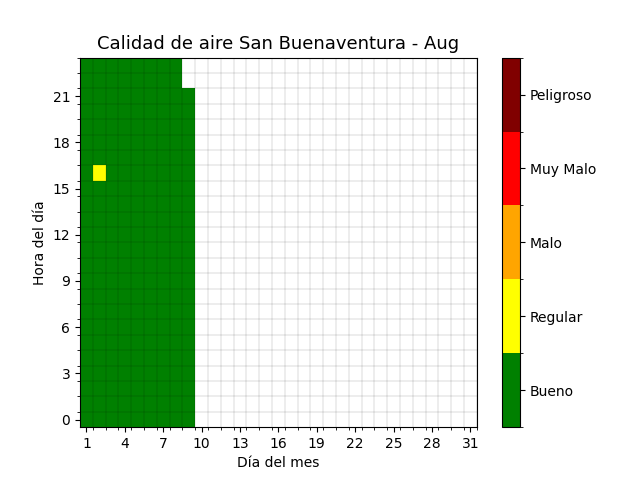 Calidad de aire San Buenaventura - Aug
Hora del día
21
18
15
12
9
6
3
0
1 4 7 10 13 16 19 22 25 28 31
Día del mes
Peligroso
Muy Malo
Malo
Regular
Bueno